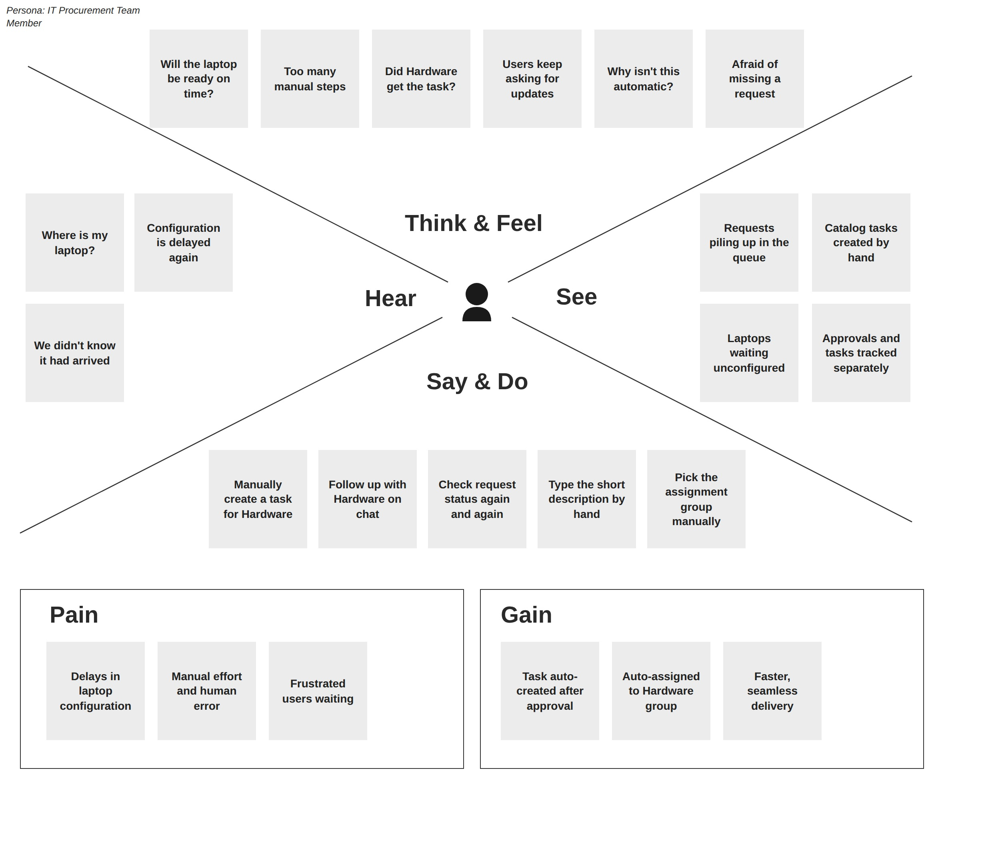 Persona: IT Procurement Team
Member
Will the laptop
be ready on
time?
Too many
manual steps
Did Hardware
get the task?
Users keep
asking for
updates
Why isn't this
automatic?
Afraid of
missing a
request
Think & Feel
Where is my
laptop?
Configuration
is delayed
again
We didn't know
it had arrived
Hear
See
Requests
piling up in the
queue
Catalog tasks
created by
hand
Laptops
waiting
unconfigured
Approvals and
tasks tracked
separately
Say & Do
Manually
create a task
for Hardware
Follow up with
Hardware on
chat
Check request
status again
and again
Type the short
description by
hand
Pick the
assignment
group
manually
Pain
Delays in
laptop
configuration
Manual effort
and human
error
Frustrated
users waiting
Gain
Task auto-
created after
approval
Auto-assigned
to Hardware
group
Faster,
seamless
delivery